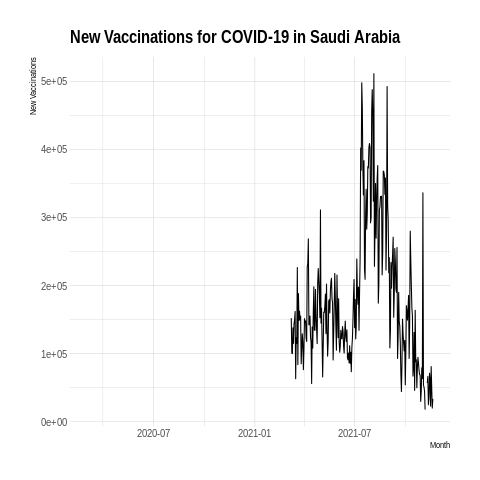 New Vaccinations for COVID-19 in Saudi Arabia
New Vaccinations
5e+05
4e+05
3e+05
2e+05
1e+05
0e+00
2020-07 2021-01 2021-07
Month